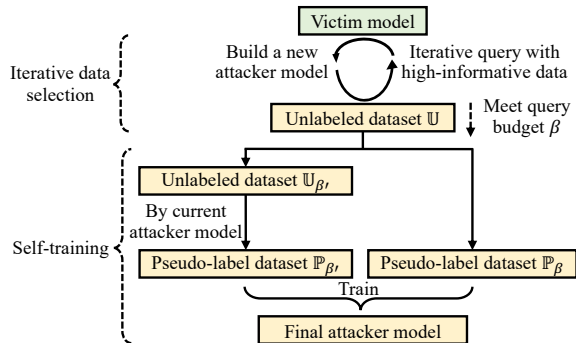 Victim model
Build a new
attacker model
Iterative query with
high-informative data
Iterative data
selection
Unlabeled dataset 𝕌
Meet query
budget β
Unlabeled dataset 𝕌β′
By current
attacker model
Self-training
Pseudo-label dataset ℙβ′
Pseudo-label dataset ℙβ
Train
Final attacker model